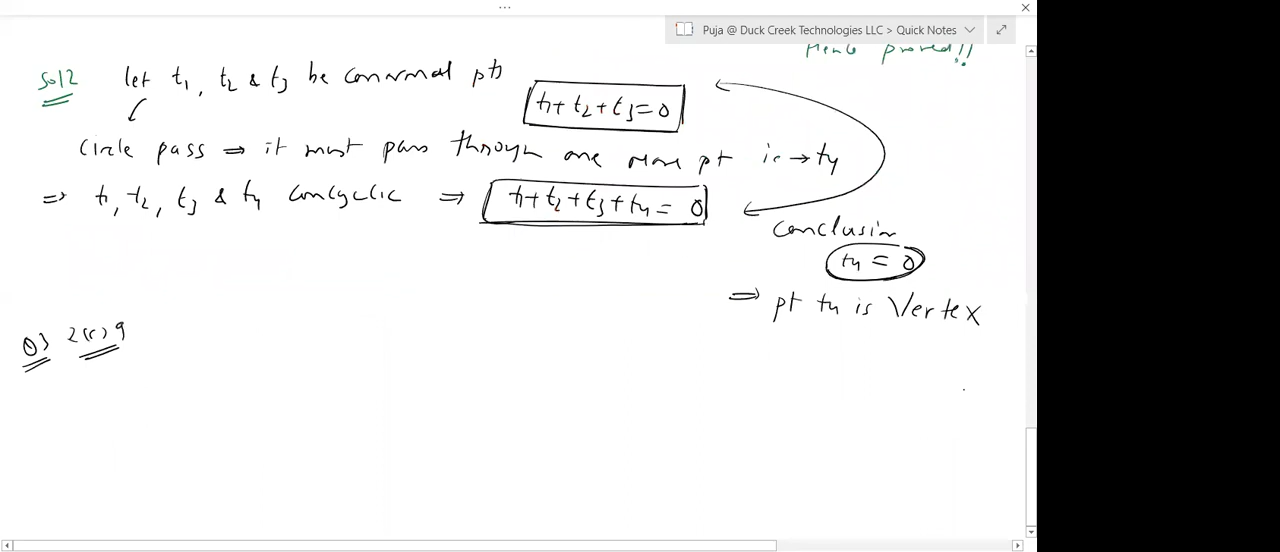 Puja @ Duck Creek Technologies LLC > Quick Notes
Hence proved!!
Sol2 let t1, t2 & t3 be conormal pts
t1+t2+t3=0
Circle pass ⇒ it must pass through one more pt ie → t4
⇒ t1, t2, t3 & t4 concyclic ⇒ t1+t2+t3+t4 = 0
Conclusion
t4 = 0
⇒ pt t4 is Vertex
Q3